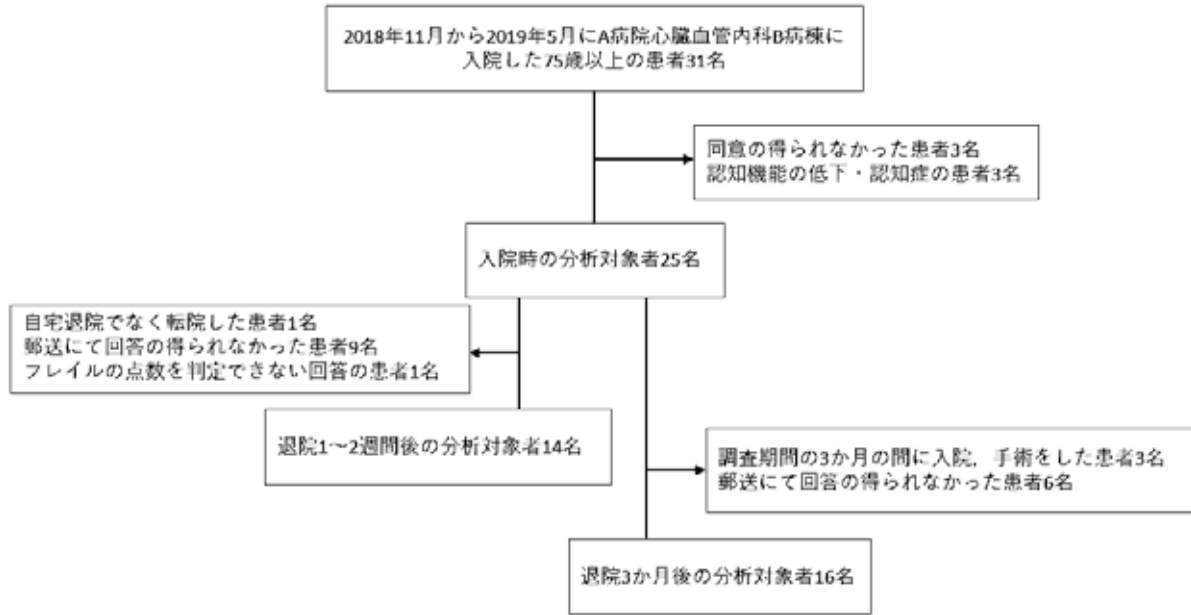 2018年11月から2019年5月にA病院心臓血管内科B病棟に
入院した75歳以上の患者31名
同意の得られなかった患者3名
認知機能の低下・認知症の患者3名
入院時の分析対象者25名
自宅退院でなく転院した患者1名
郵送にて回答の得られなかった患者9名
フレイルの点数を判定できない回答の患者1名
退院1～2週間後の分析対象者14名
調査期間の3か月の間に入院，手術をした患者3名
郵送にて回答の得られなかった患者6名
退院3か月後の分析対象者16名